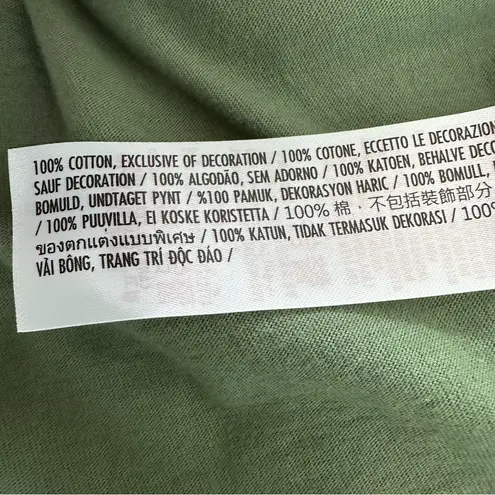 100% COTTON, EXCLUSIVE OF DECORATION / 100% COTONE, ECCETTO LE DECORAZION
SAUF DECORATION / 100% ALGODÃO, SEM ADORNO / 100% KATOEN, BEHALVE DECO
BOMULD, UNDTAGET PYNT / %100 PAMUK, DEKORASYON HARIC / 100% BOMULL,
/ 100% PUUVILLA, EI KOSKE KORISTETTA / 100% 棉，不包括裝飾部分
ของตกแต่งแบบพิเศษ / 100% KATUN, TIDAK TERMASUK DEKORASI / 100%
VẢI BÔNG, TRANG TRÍ ĐỘC ĐÁO /